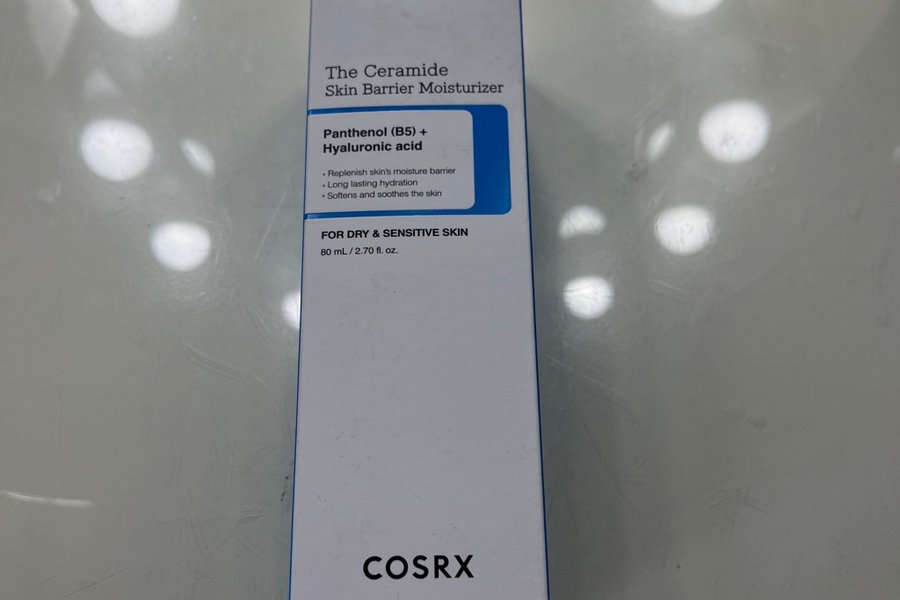 The Ceramide
Skin Barrier Moisturizer
Panthenol (B5) +
Hyaluronic acid
• Replenish skin's moisture barrier
• Long lasting hydration
• Softens and soothes the skin
FOR DRY & SENSITIVE SKIN
80 mL / 2.70 fl. oz.
COSRX